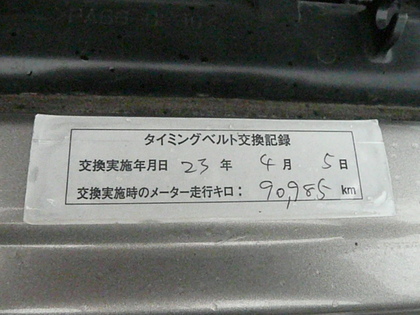 タイミングベルト交換記録
交換実施年月日 23年 4月 5日
交換実施時のメーター走行キロ: 90,985 km